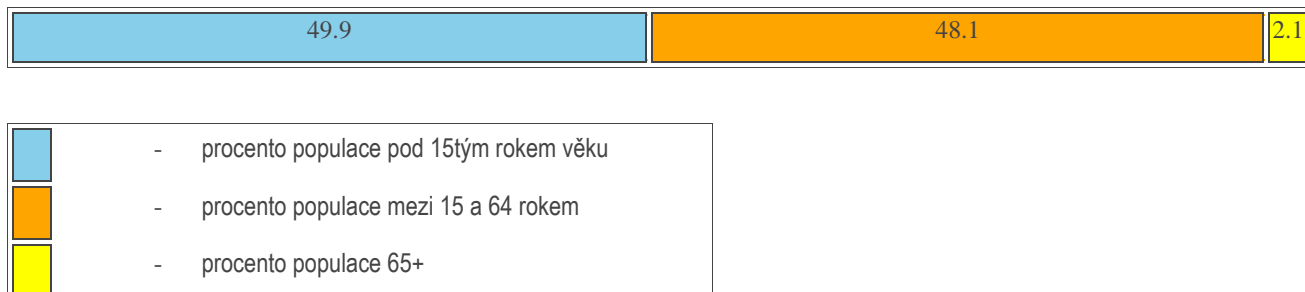 49.9 48.1 2.1
- procento populace pod 15tým rokem věku
- procento populace mezi 15 a 64 rokem
- procento populace 65+